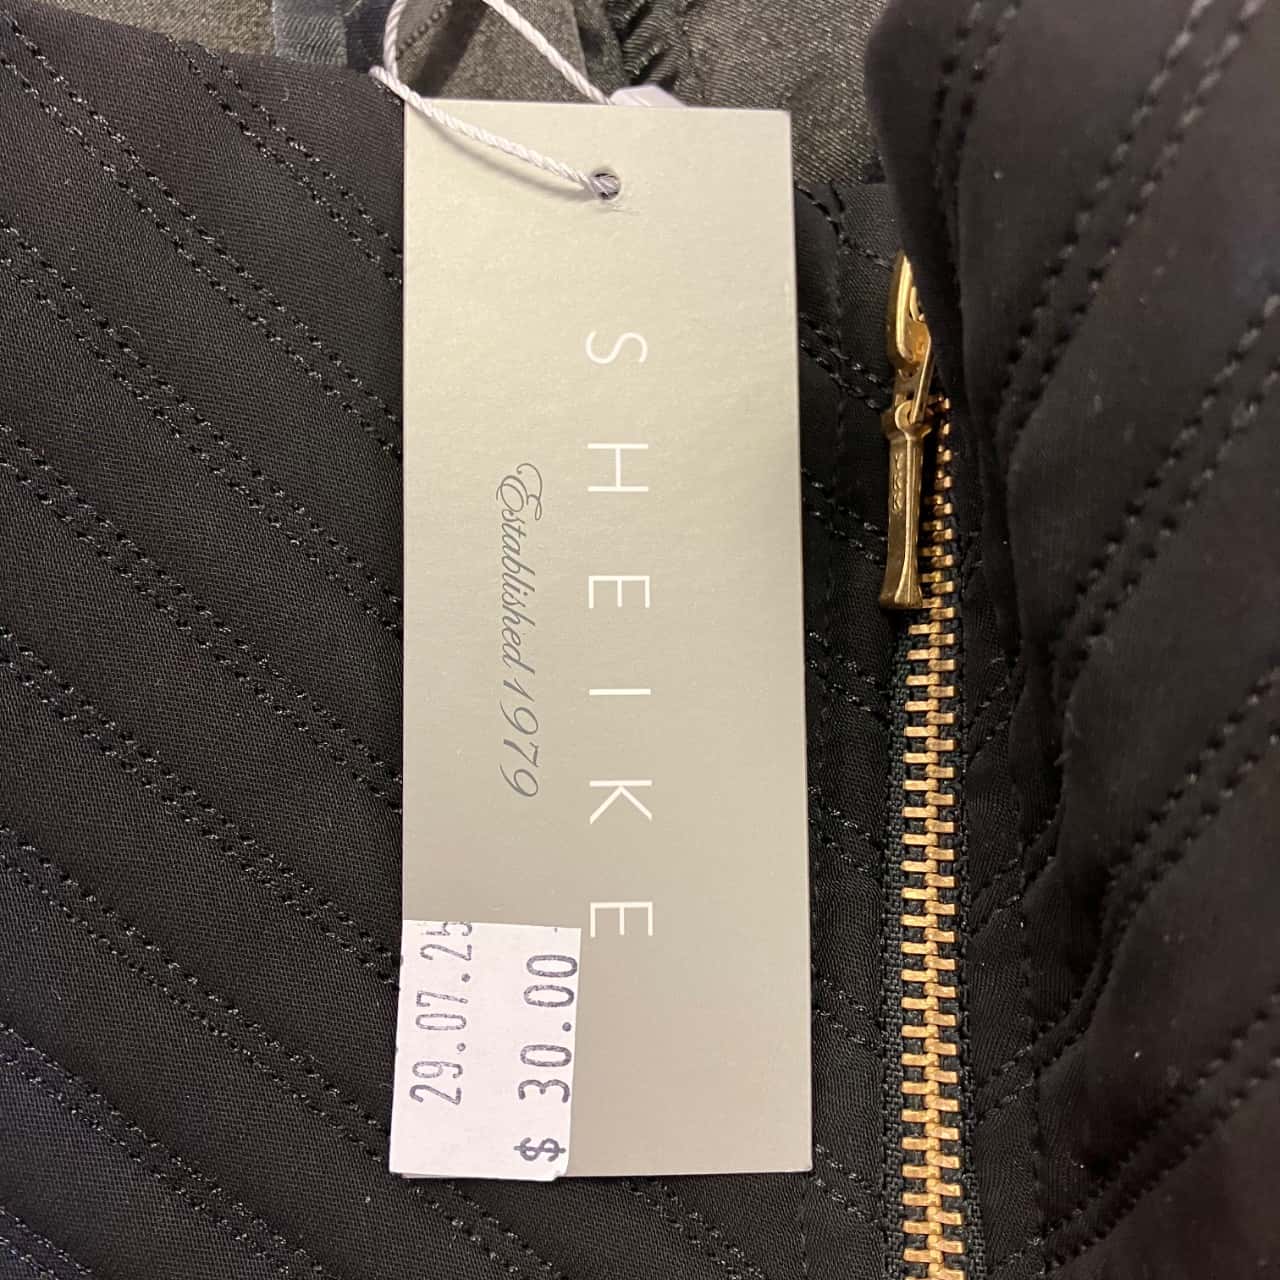 SHEIKE
Established 1979
29.07.25
$ 30.00